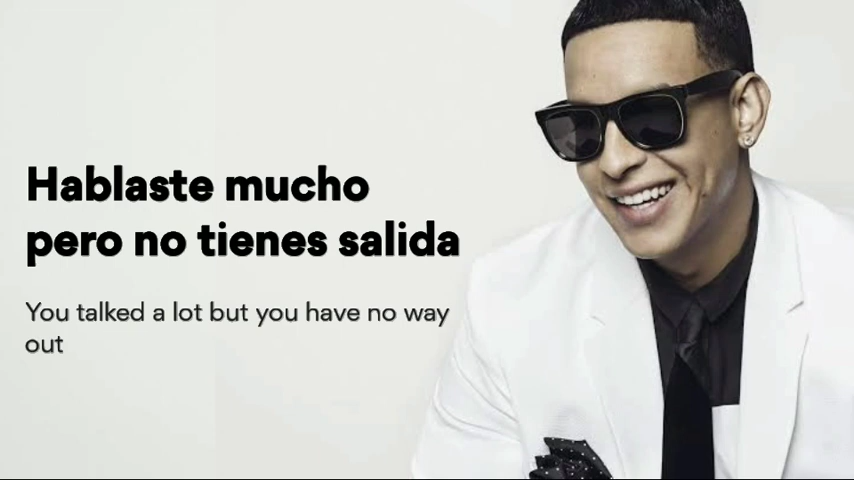 Hablaste mucho
pero no tienes salida
You talked a lot but you have no way
out